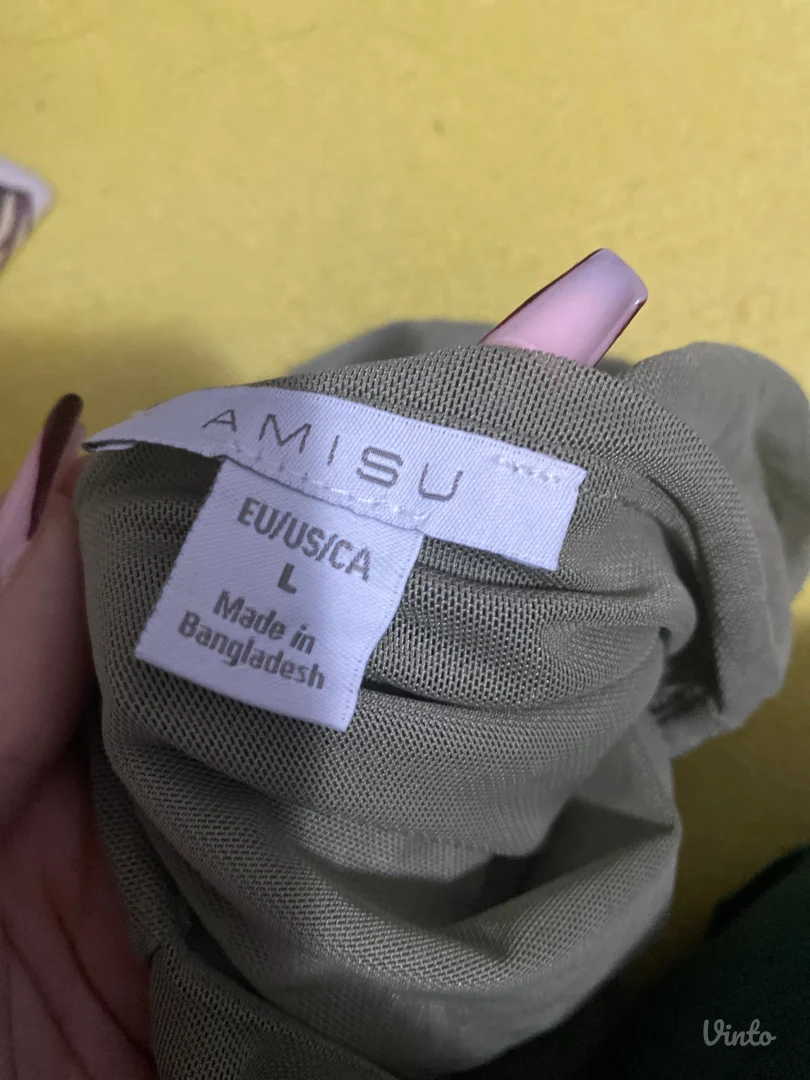 AMISU
EU/US/CA
L
Made in
Bangladesh
Vinto